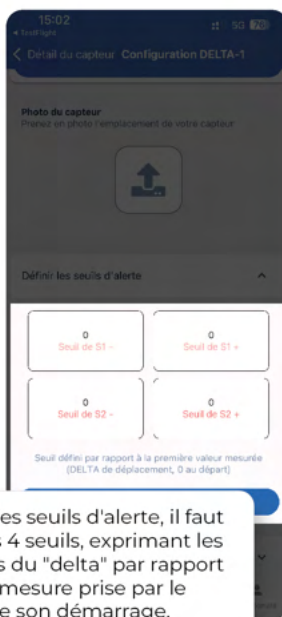 15:02
5G 76
TestFlight
Détail du capteur Configuration DELTA-1
Photo du capteur
Prenez en photo l'emplacement de votre capteur
Définir les seuils d'alerte
0
Seuil de S1 -
0
Seuil de S1 +
0
Seuil de S2 -
0
Seuil de S2 +
Seuil défini par rapport à la première valeur mesurée
(DELTA de déplacement, 0 au départ)
les seuils d'alerte, il faut
4 seuils, exprimant les
du "delta" par rapport
mesure prise par le
son démarrage.